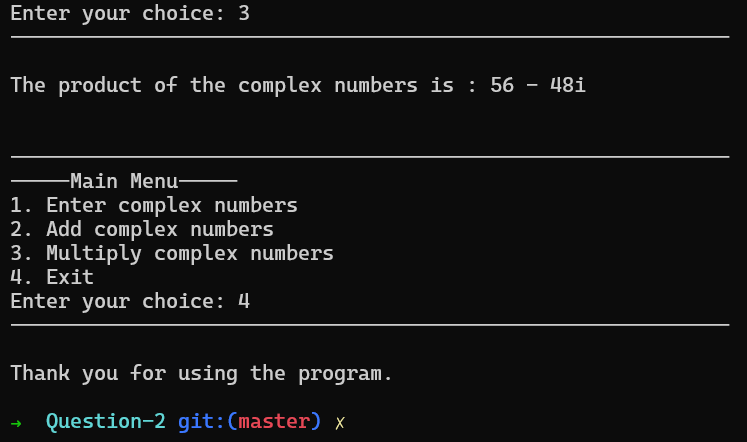 Enter your choice: 3
────────────────────────────────────────────────────────────
The product of the complex numbers is : 56 - 48i
────────────────────────────────────────────────────────────
─────Main Menu─────
1. Enter complex numbers
2. Add complex numbers
3. Multiply complex numbers
4. Exit
Enter your choice: 4
────────────────────────────────────────────────────────────
Thank you for using the program.
→ Question-2 git:(master) ✗